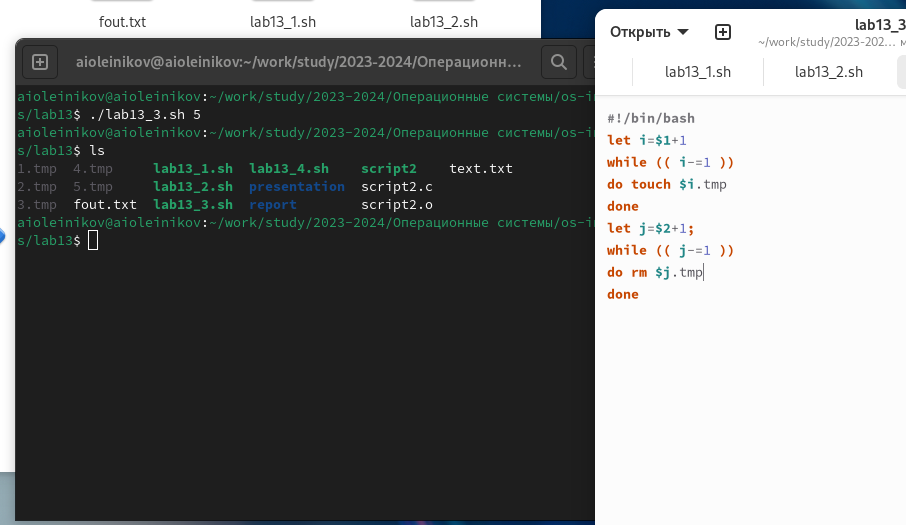 fout.txt lab13_1.sh lab13_2.sh
aioleinikov@aioleinikov:~/work/study/2023-2024/Операционн...
aioleinikov@aioleinikov:~/work/study/2023-2024/Операционные системы/os-in
s/lab13$ ./lab13_3.sh 5
aioleinikov@aioleinikov:~/work/study/2023-2024/Операционные системы/os-in
s/lab13$ ls
1.tmp 4.tmp lab13_1.sh lab13_4.sh script2 text.txt
2.tmp 5.tmp lab13_2.sh presentation script2.c
3.tmp fout.txt lab13_3.sh report script2.o
aioleinikov@aioleinikov:~/work/study/2023-2024/Операционные системы/os-in
s/lab13$
Открыть lab13_3
~/work/study/2023-202… м
lab13_1.sh lab13_2.sh
#!/bin/bash
let i=$1+1
while (( i-=1 ))
do touch $i.tmp
done
let j=$2+1;
while (( j-=1 ))
do rm $j.tmp
done